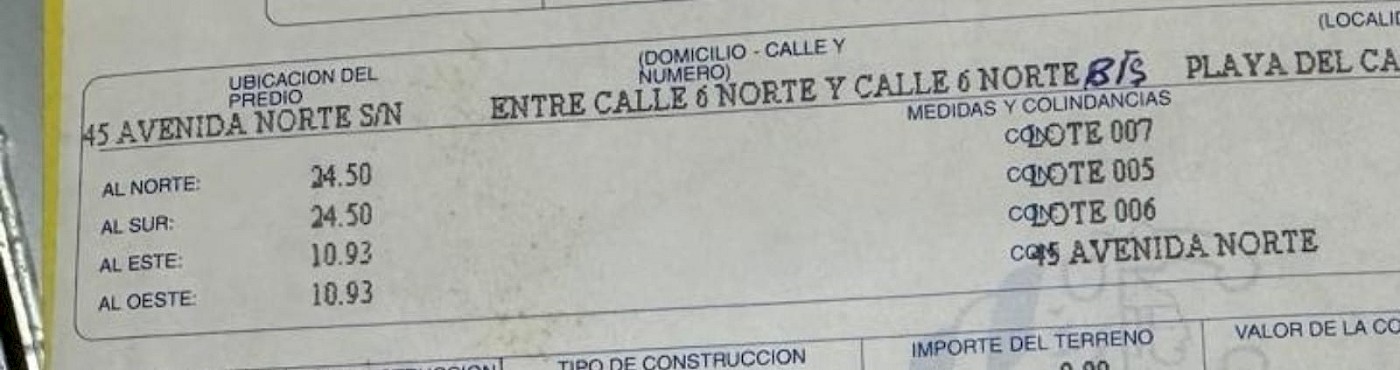 (LOCALID
UBICACION DEL PREDIO (DOMICILIO - CALLE Y NUMERO)
45 AVENIDA NORTE S/N ENTRE CALLE 6 NORTE Y CALLE 6 NORTE BIS PLAYA DEL CA
MEDIDAS Y COLINDANCIAS
AL NORTE: 24.50 CON LOTE 007
AL SUR: 24.50 CON LOTE 005
AL ESTE: 10.93 CON LOTE 006
AL OESTE: 10.93 CON 45 AVENIDA NORTE
TIPO DE CONSTRUCCION IMPORTE DEL TERRENO VALOR DE LA CO